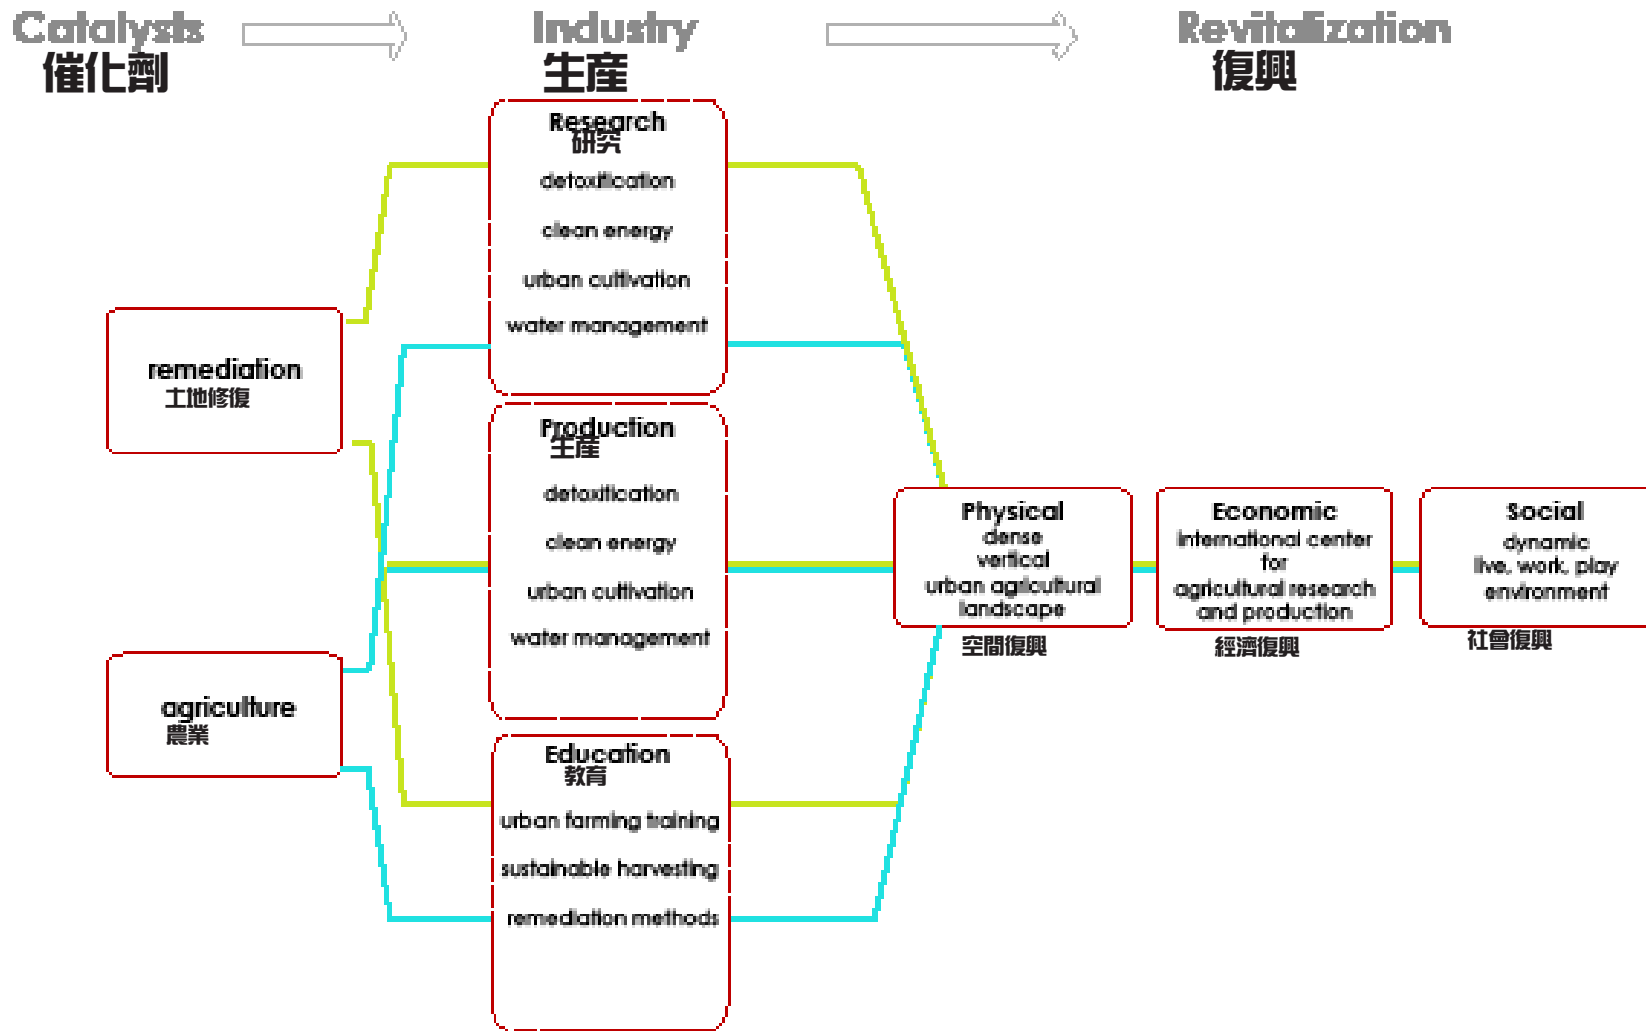 Catalysts
催化劑
Industry
生産
Revitalization
復興
remediation
土地修復
agriculture
農業
Research
研究
detoxification
clean energy
urban cultivation
water management
Production
生産
detoxification
clean energy
urban cultivation
water management
Education
教育
urban farming training
sustainable harvesting
remediation methods
Physical
dense
vertical
urban agricultural
landscape
空間復興
Economic
international center
for
agricultural research
and production
經濟復興
Social
dynamic
live, work, play
environment
社會復興